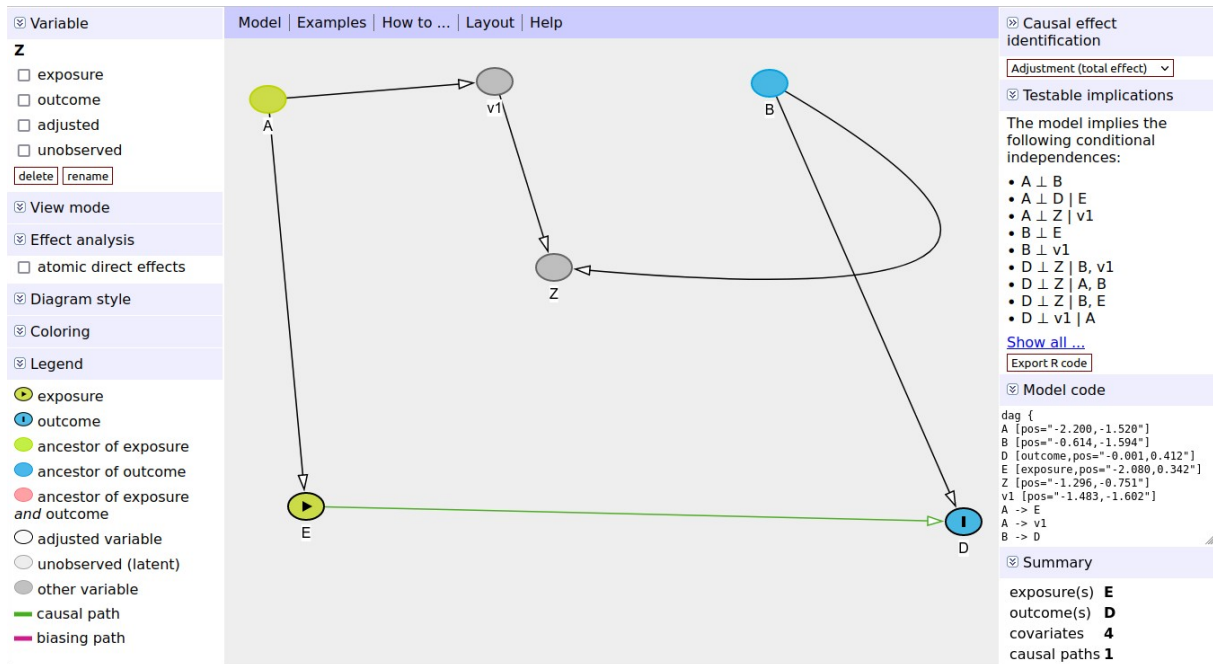 Variable
Z
exposure
outcome
adjusted
unobserved
delete rename
View mode
Effect analysis
atomic direct effects
Diagram style
Coloring
Legend
exposure
outcome
ancestor of exposure
ancestor of outcome
ancestor of exposure
and outcome
adjusted variable
unobserved (latent)
other variable
causal path
biasing path
Model | Examples | How to ... | Layout | Help
A
v1
B
Z
E
D
Causal effect
identification
Adjustment (total effect)
Testable implications
The model implies the
following conditional
independences:
• A ⊥ B
• A ⊥ D | E
• A ⊥ Z | v1
• B ⊥ E
• B ⊥ v1
• D ⊥ Z | B, v1
• D ⊥ Z | A, B
• D ⊥ Z | B, E
• D ⊥ v1 | A
Show all ...
Export R code
Model code
dag {
A [pos="-2.200,-1.520"]
B [pos="-0.614,-1.594"]
D [outcome,pos="-0.001,0.412"]
E [exposure,pos="-2.080,0.342"]
Z [pos="-1.296,-0.751"]
v1 [pos="-1.483,-1.602"]
A -> E
A -> v1
B -> D
Summary
exposure(s) E
outcome(s) D
covariates 4
causal paths 1